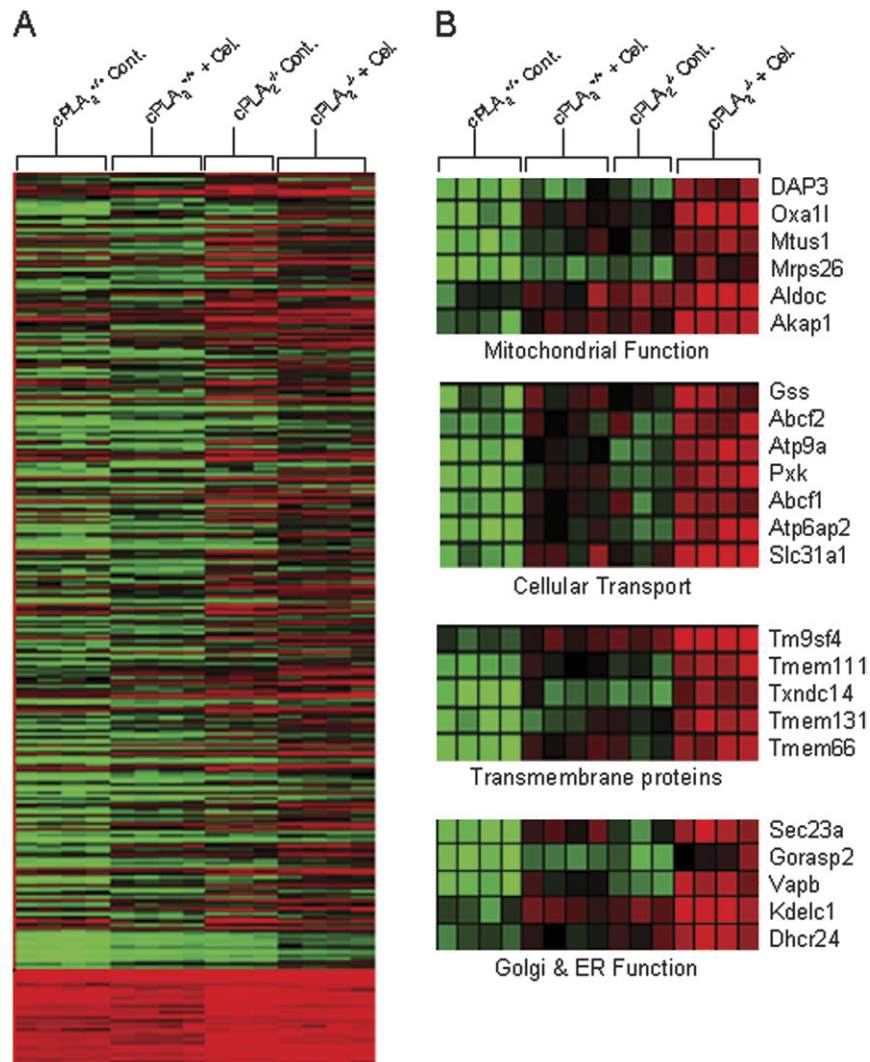 A
cPLA₂⁺/⁺ Cont.
cPLA₂⁺/⁺ + Cel.
cPLA₂⁻/⁻ Cont.
cPLA₂⁻/⁻ + Cel.
B
cPLA₂⁺/⁺ Cont.
cPLA₂⁺/⁺ + Cel.
cPLA₂⁻/⁻ Cont.
cPLA₂⁻/⁻ + Cel.
DAP3
Oxa1l
Mtus1
Mrps26
Aldoc
Akap1
Mitochondrial Function
Gss
Abcf2
Atp9a
Pxk
Abcf1
Atp6ap2
Slc31a1
Cellular Transport
Tm9sf4
Tmem111
Txndc14
Tmem131
Tmem66
Transmembrane proteins
Sec23a
Gorasp2
Vapb
Kdelc1
Dhcr24
Golgi & ER Function